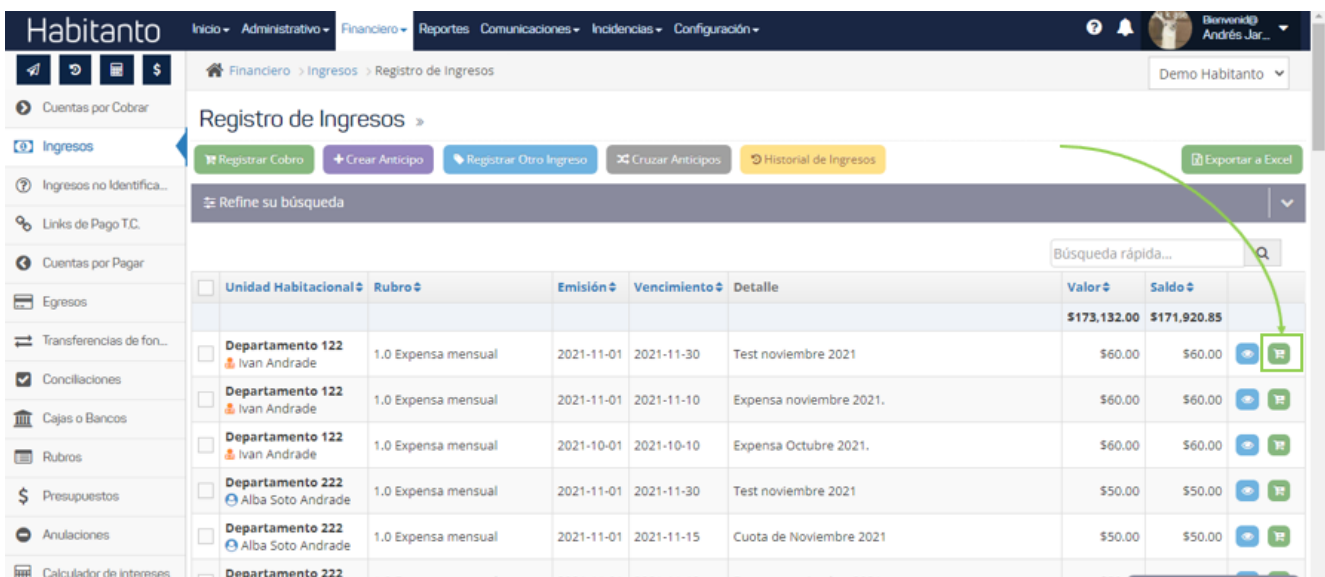 Habitanto
Inicio Administrativo Financiero Reportes Comunicaciones Incidencias Configuración
Bienvenid@
Andrés Jar...
Financiero > Ingresos > Registro de Ingresos
Demo Habitanto
Cuentas por Cobrar
Ingresos
Ingresos no Identifica...
Links de Pago T.C.
Cuentas por Pagar
Egresos
Transferencias de fon...
Conciliaciones
Cajas o Bancos
Rubros
Presupuestos
Anulaciones
Calculador de intereses
Registro de Ingresos »
Registrar Cobro + Crear Anticipo Registrar Otro Ingreso Cruzar Anticipos Historial de Ingresos Exportar a Excel
Refine su búsqueda
Búsqueda rápida...
Unidad Habitacional Rubro Emisión Vencimiento Detalle Valor Saldo
$173,132.00 $171,920.85
Departamento 122
Ivan Andrade 1.0 Expensa mensual 2021-11-01 2021-11-30 Test noviembre 2021 $60.00 $60.00
Departamento 122
Ivan Andrade 1.0 Expensa mensual 2021-11-01 2021-11-10 Expensa noviembre 2021. $60.00 $60.00
Departamento 122
Ivan Andrade 1.0 Expensa mensual 2021-10-01 2021-10-10 Expensa Octubre 2021. $60.00 $60.00
Departamento 222
Alba Soto Andrade 1.0 Expensa mensual 2021-11-01 2021-11-30 Test noviembre 2021 $50.00 $50.00
Departamento 222
Alba Soto Andrade 1.0 Expensa mensual 2021-11-01 2021-11-15 Cuota de Noviembre 2021 $50.00 $50.00
Departamento 222